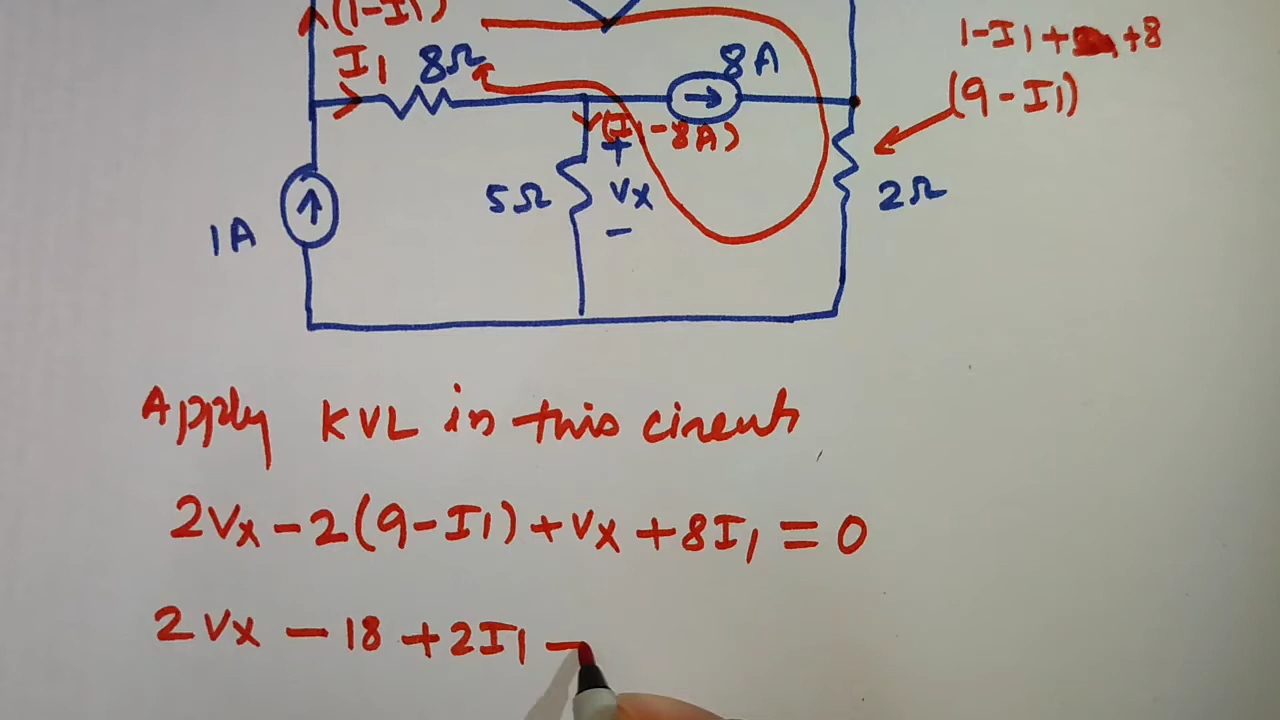 (1-I1)
1-I1+ +8
I1 8Ω 8A
(9-I1)
(I1-8A)
+
5Ω Vx 2Ω
-
1A
Apply KVL in this circuit
2Vx-2(9-I1)+Vx+8I1=0
2Vx-18+2I1-